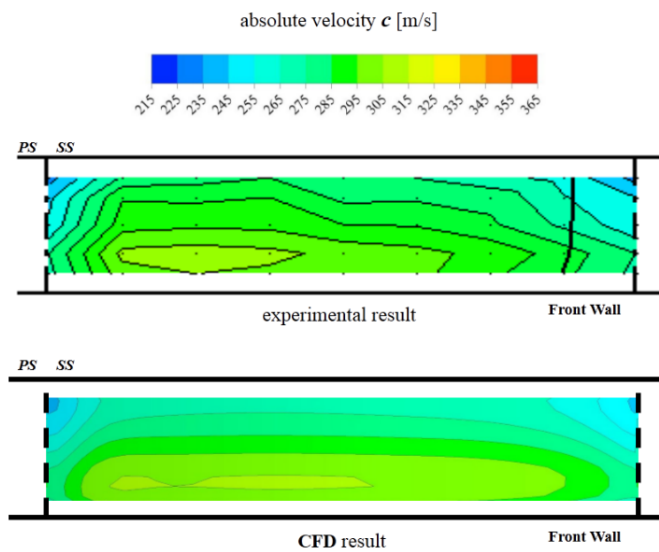 absolute velocity c [m/s]
215 225 235 245 255 265 275 285 295 305 315 325 335 345 355 365
PS SS
experimental result
Front Wall
PS SS
CFD result
Front Wall